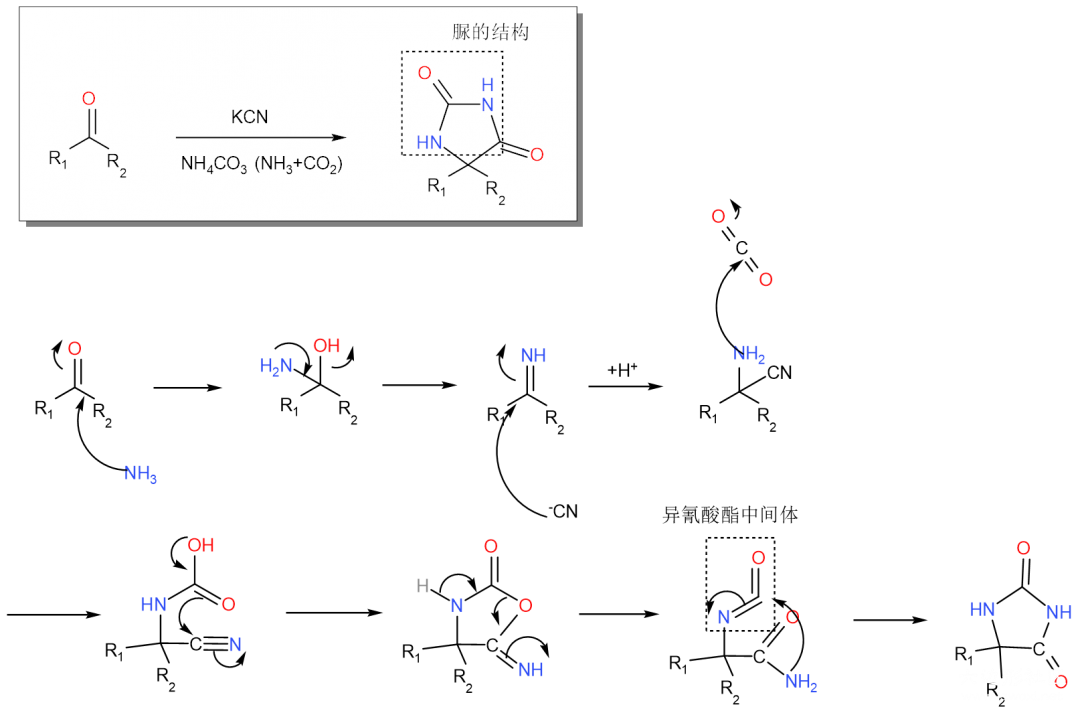 脲的结构
O
H
O
N
KCN
HN
R1
R2
NH4CO3 (NH3+CO2)
O
R1
R2
O
C
O
O
OH
H2N
NH
+H+
NH2
CN
R1
R2
R1
R2
R1
R2
R1
R2
NH3
-CN
异氰酸酯中间体
OH
O
O
O
HN
O
H
N
O
N
O
HN
NH
R1
C
N
R1
C
NH
R1
C
NH2
R1
C
O
R2
R2
R2
R2